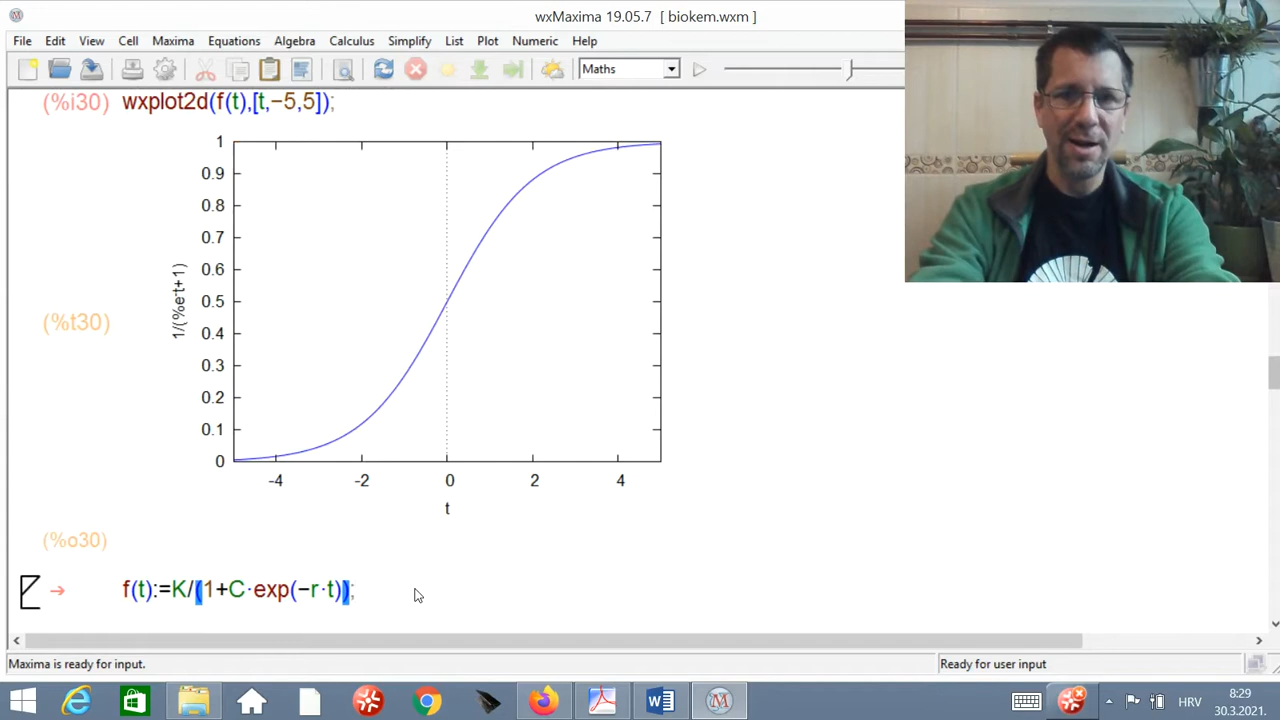 wxMaxima 19.05.7 [ biokem.wxm ]
File Edit View Cell Maxima Equations Algebra Calculus Simplify List Plot Numeric Help
Maths
(%i30) wxplot2d(f(t),[t,−5,5]);
1
0.9
0.8
0.7
0.6
0.5
0.4
0.3
0.2
0.1
0
1/(%e-t+1)
-4 -2 0 2 4
t
(%t30)
(%o30)
→ f(t):=K/(1+C·exp(−r·t));
Maxima is ready for input. Ready for user input
HRV
8:29
30.3.2021.